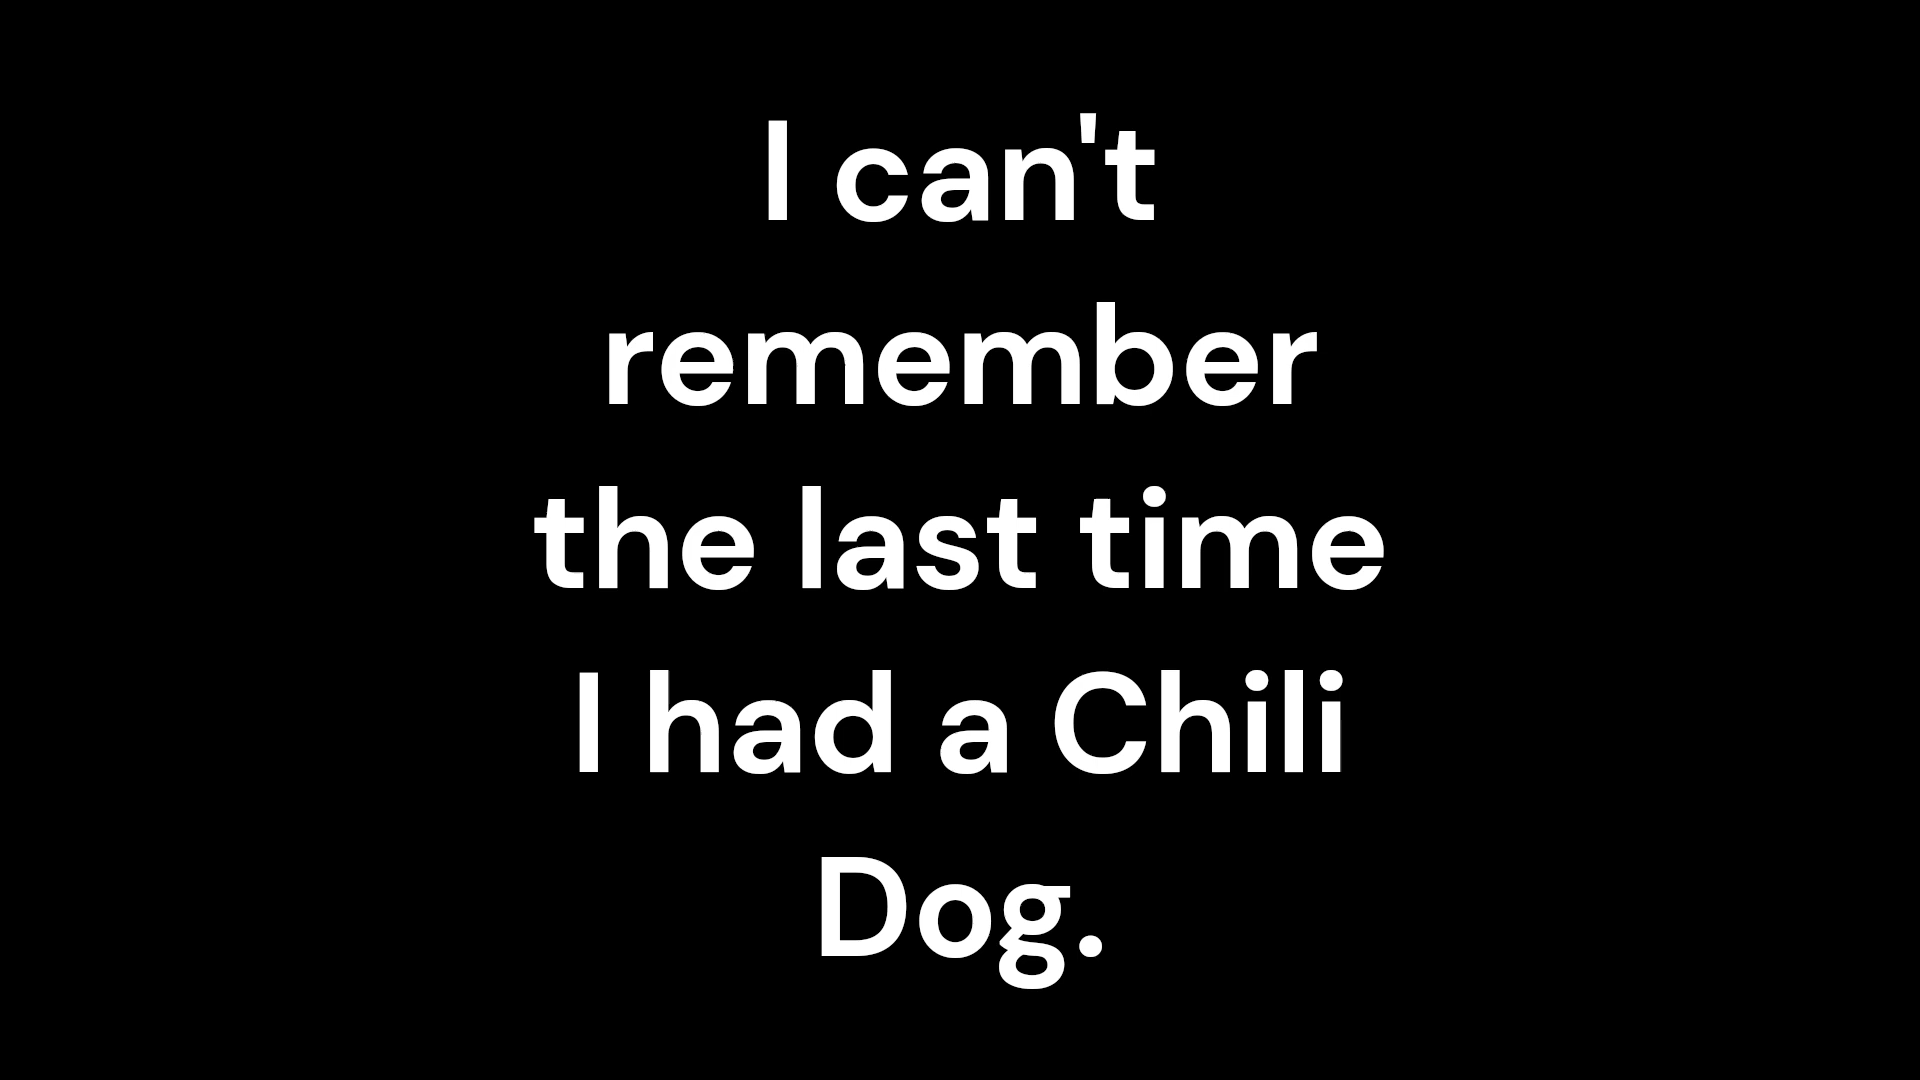 I can't
remember
the last time
I had a Chili
Dog.